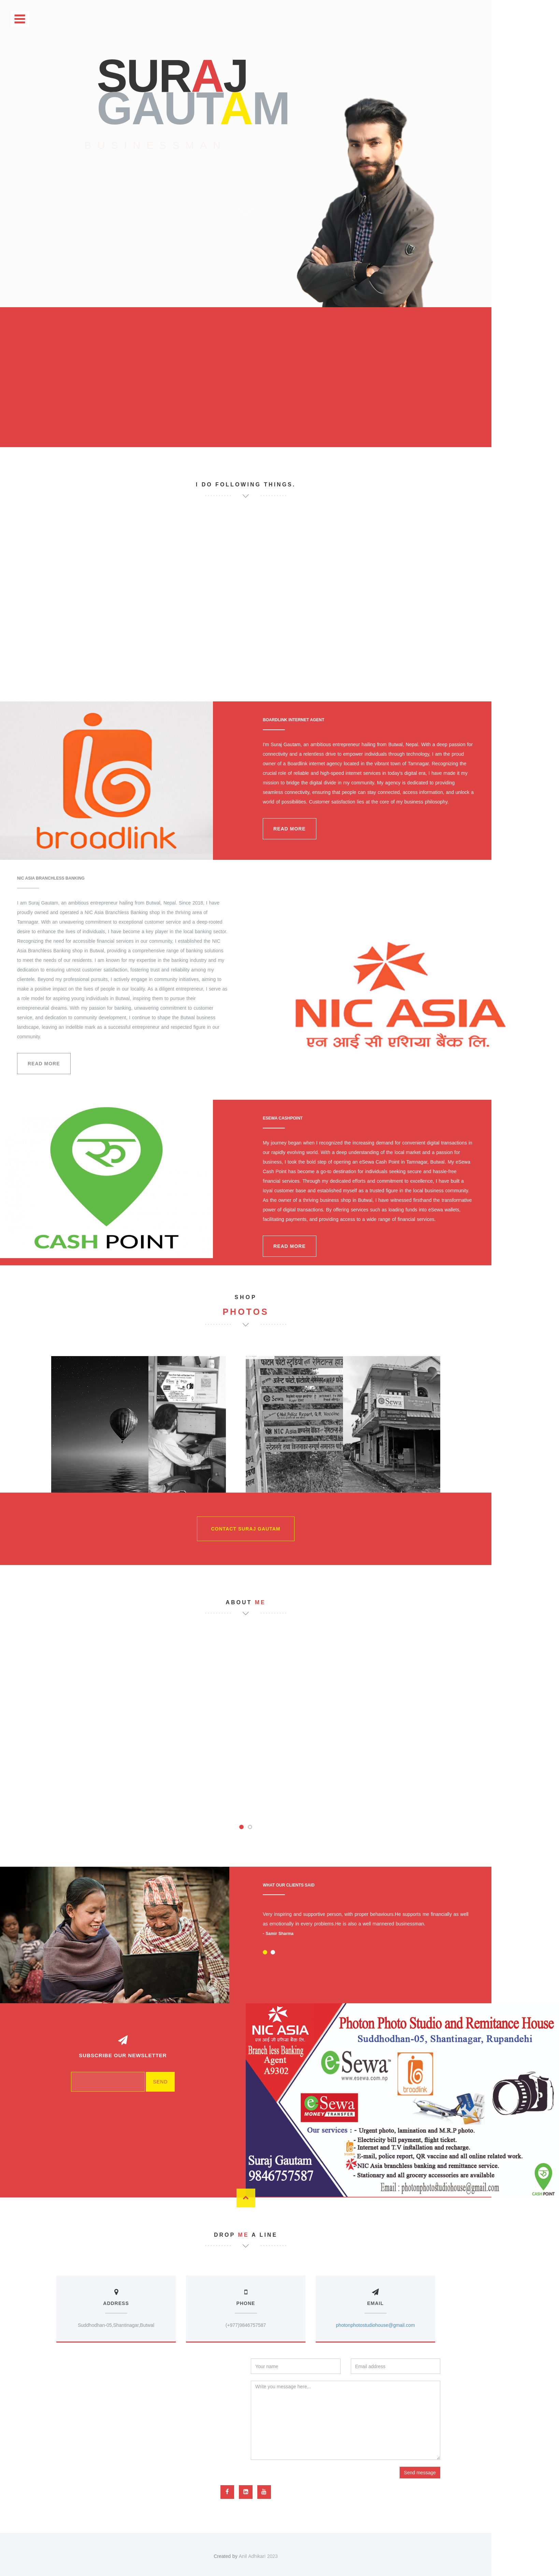 SURAJ
GAUTAM
BUSINESSMAN
I DO FOLLOWING THINGS.
broadlink
BOARDLINK INTERNET AGENT
I'm Suraj Gautam, an ambitious entrepreneur hailing from Butwal, Nepal. With a deep passion for
connectivity and a relentless drive to empower individuals through technology, I am the proud
owner of a Boardlink internet agency located in the vibrant town of Tamnagar. Recognizing the
crucial role of reliable and high-speed internet services in today's digital era, I have made it my
mission to bridge the digital divide in my community. My agency is dedicated to providing
seamless connectivity, ensuring that people can stay connected, access information, and unlock a
world of possibilities. Customer satisfaction lies at the core of my business philosophy.
READ MORE
NIC ASIA BRANCHLESS BANKING
I am Suraj Gautam, an ambitious entrepreneur hailing from Butwal, Nepal. Since 2018, I have
proudly owned and operated a NIC Asia Branchless Banking shop in the thriving area of
Tamnagar. With an unwavering commitment to exceptional customer service and a deep-rooted
desire to enhance the lives of individuals, I have become a key player in the local banking sector.
Recognizing the need for accessible financial services in our community, I established the NIC
Asia Branchless Banking shop in Butwal, providing a comprehensive range of banking solutions
to meet the needs of our residents. I am known for my expertise in the banking industry and my
dedication to ensuring utmost customer satisfaction, fostering trust and reliability among my
clientele. Beyond my professional pursuits, I actively engage in community initiatives, aiming to
make a positive impact on the lives of people in our locality. As a diligent entrepreneur, I serve as
a role model for aspiring young individuals in Butwal, inspiring them to pursue their
entrepreneurial dreams. With my passion for banking, unwavering commitment to customer
service, and dedication to community development, I continue to shape the Butwal business
landscape, leaving an indelible mark as a successful entrepreneur and respected figure in our
community.
READ MORE
NIC ASIA
एन आई सी एशिया बैंक लि.
CASH POINT
ESEWA CASHPOINT
My journey began when I recognized the increasing demand for convenient digital transactions in
our rapidly evolving world. With a deep understanding of the local market and a passion for
business, I took the bold step of opening an eSewa Cash Point in Tamnagar, Butwal. My eSewa
Cash Point has become a go-to destination for individuals seeking secure and hassle-free
financial services. Through my dedicated efforts and commitment to excellence, I have built a
loyal customer base and established myself as a trusted figure in the local business community.
As the owner of a thriving business shop in Butwal, I have witnessed firsthand the transformative
power of digital transactions. By offering services such as loading funds into eSewa wallets,
facilitating payments, and providing access to a wide range of financial services.
READ MORE
SHOP
PHOTOS
CONTACT SURAJ GAUTAM
ABOUT ME
WHAT OUR CLIENTS SAID
Very inspiring and supportive person, with proper behaviours.He supports me financially as well
as emotionally in every problems.He is also a well mannered businessman.
- Samir Sharma
SUBSCRIBE OUR NEWSLETTER
SEND
NIC ASIA
एन आई सी एशिया बैंक लि.
Branch less Banking
Agent
A9302
Photon Photo Studio and Remitance House
Suddhodhan-05, Shantinagar, Rupandehi
eSewa
www.esewa.com.np
broadlink
eSewa
MONEY TRANSFER
Our services : - Urgent photo, lamination and M.R.P photo.
- Electricity bill payment, flight ticket.
- Internet and T.V installation and recharge.
- E-mail, police report, QR vaccine and all online related work.
- NIC Asia branchless banking and remitance service.
- Stationary and all grocery accessories are available
Suraj Gautam
9846757587
Email : photonphotostudiohouse@gmail.com
CASH POINT
DROP ME A LINE
ADDRESS
Suddhodhan-05,Shantinagar,Butwal
PHONE
(+977)9846757587
EMAIL
photonphotostudiohouse@gmail.com
Your name
Email address
Write you message here...
Send message
Created by Anil Adhikari 2023